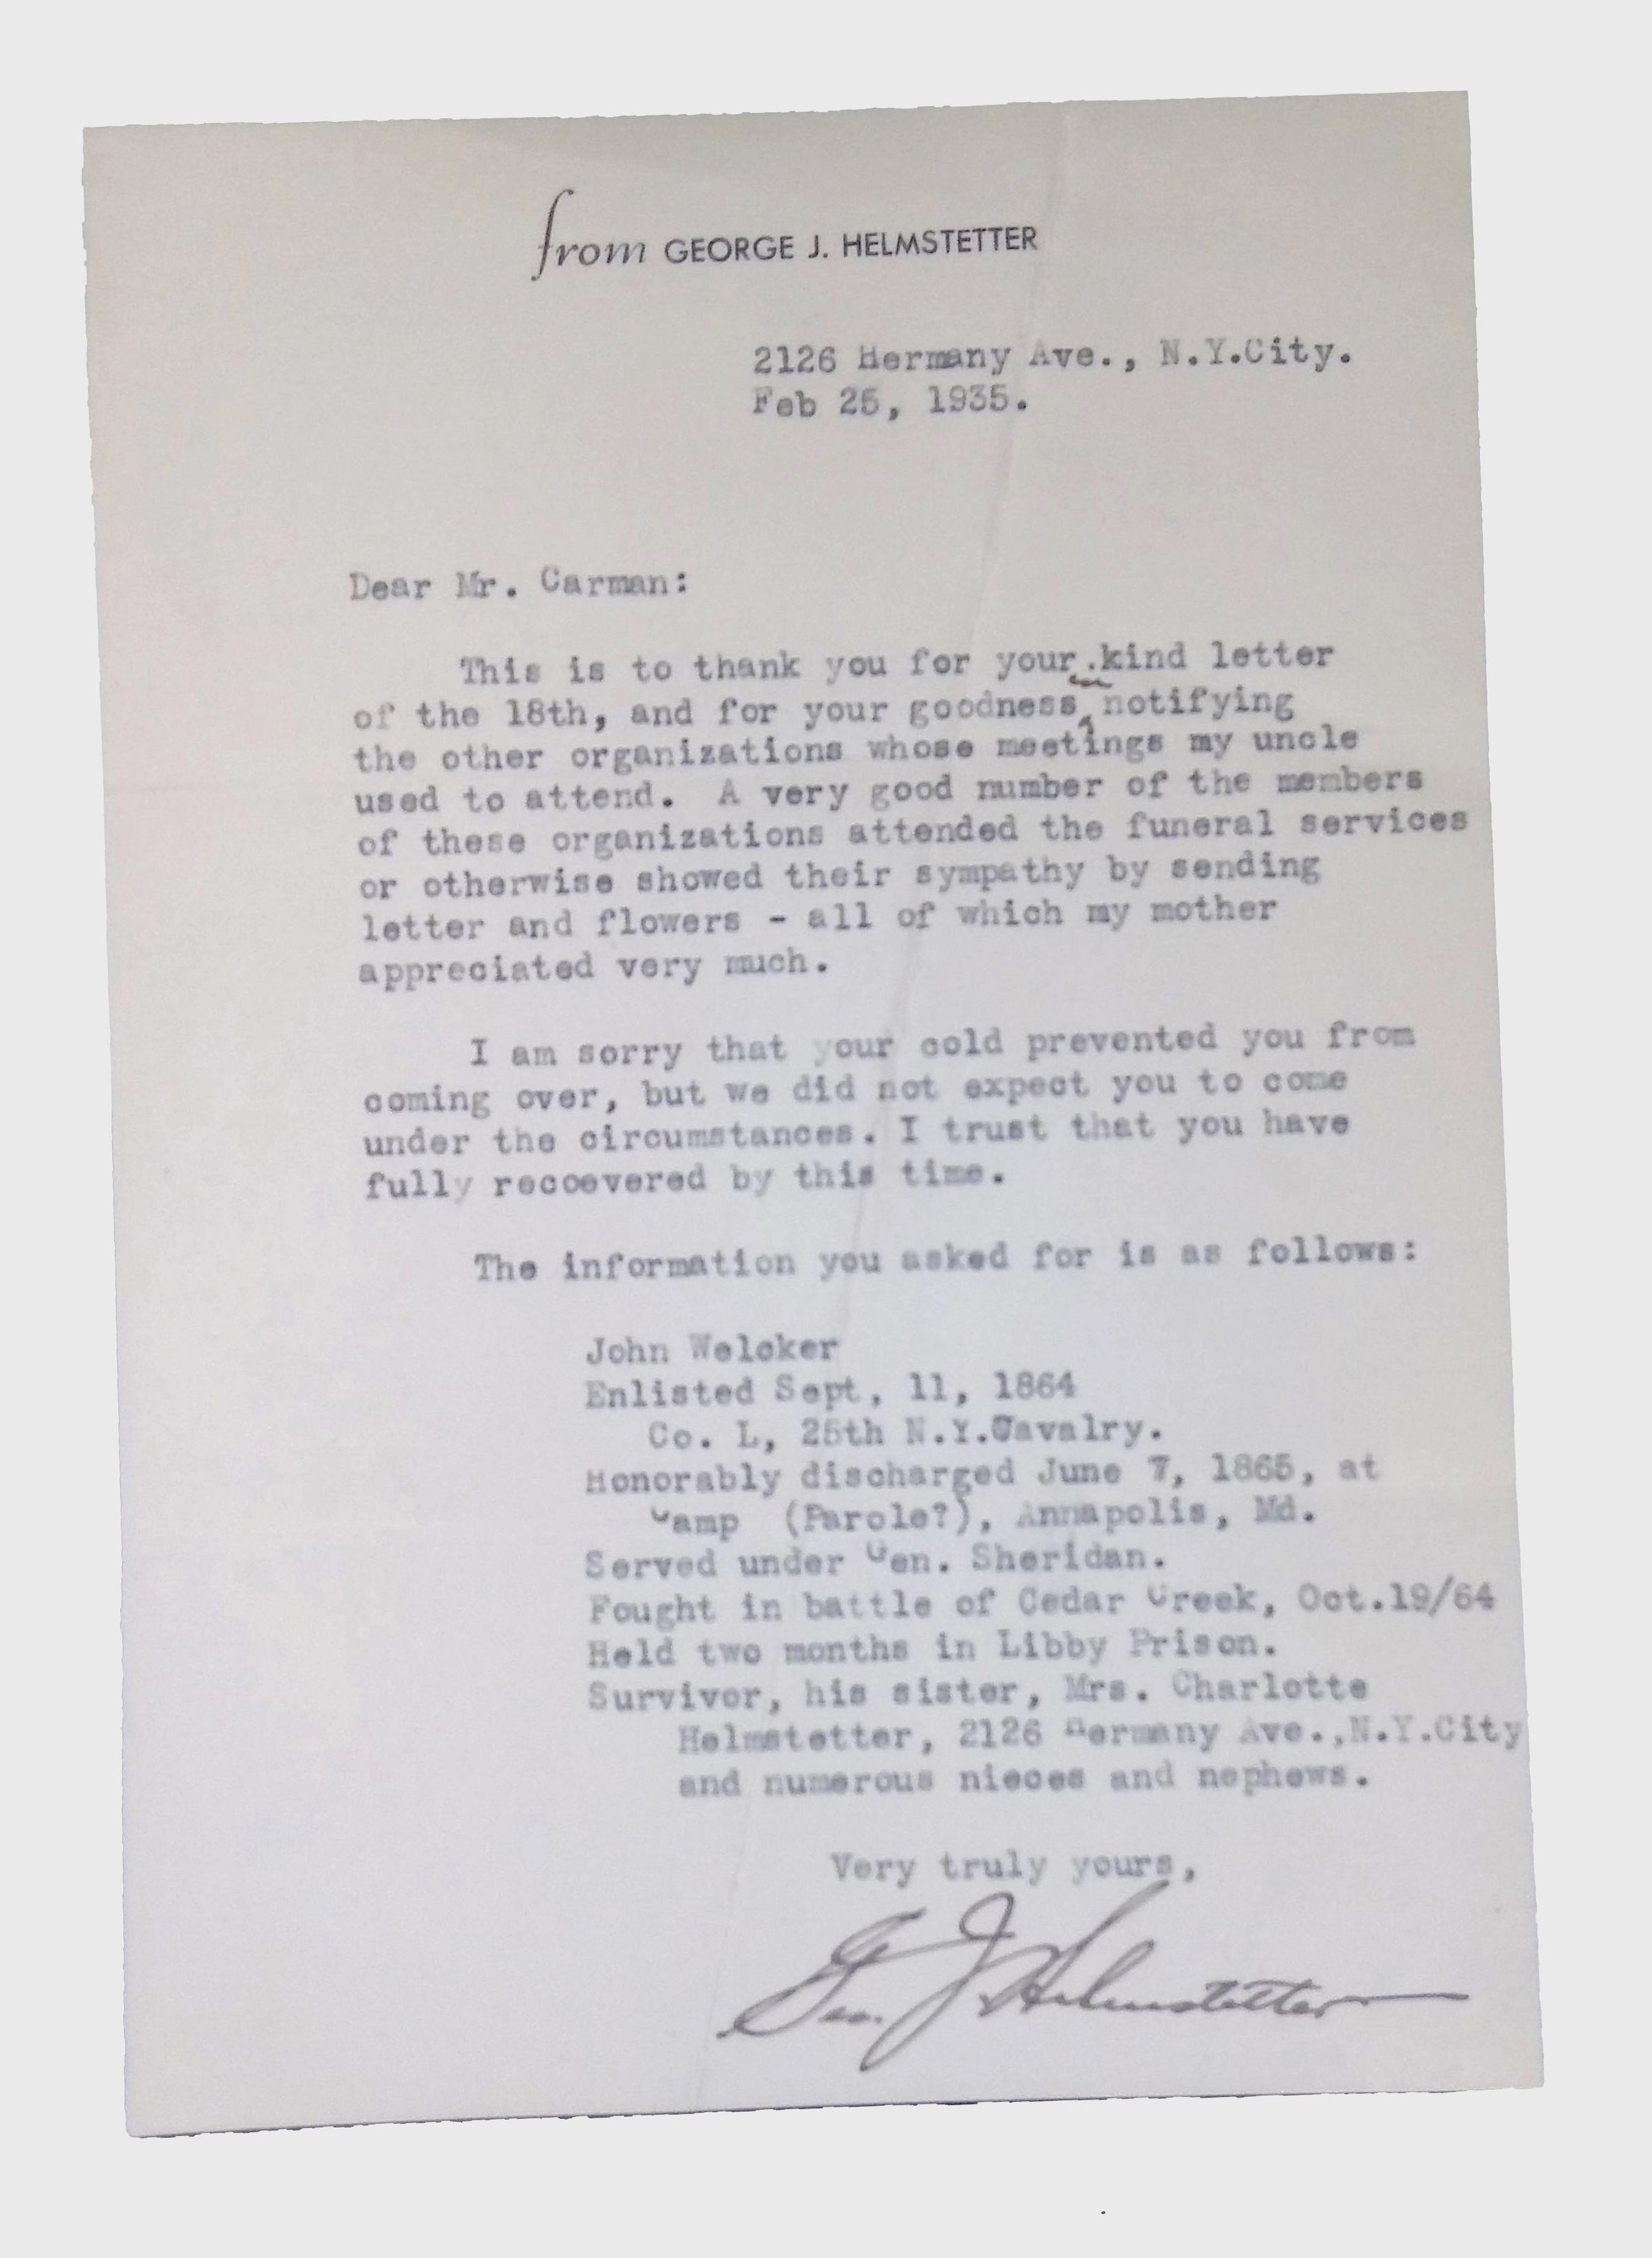 from GEORGE J. HELMSTETTER
2126 Hermany Ave., N.Y.City.
Feb 25, 1935.
Dear Mr. Carman:
This is to thank you for your.kind letter
of the 18th, and for your goodness in notifying
the other organizations whose meetings my uncle
used to attend. A very good number of the members
of these organizations attended the funeral services
or otherwise showed their sympathy by sending
letter and flowers - all of which my mother
appreciated very much.
I am sorry that your cold prevented you from
coming over, but we did not expect you to come
under the circumstances. I trust that you have
fully recoevered by this time.
The information you asked for is as follows:
John Welcker
Enlisted Sept, 11, 1864
Co. L, 25th N.Y.Cavalry.
Honorably discharged June 7, 1865, at
Camp (Parole?), Annapolis, Md.
Served under Gen. Sheridan.
Fought in battle of Cedar Creek, Oct.19/64
Held two months in Libby Prison.
Survivor, his sister, Mrs. Charlotte
Helmstetter, 2126 Hermany Ave.,N.Y.City
and numerous nieces and nephews.
Very truly yours,
Geo. J. Helmstetter